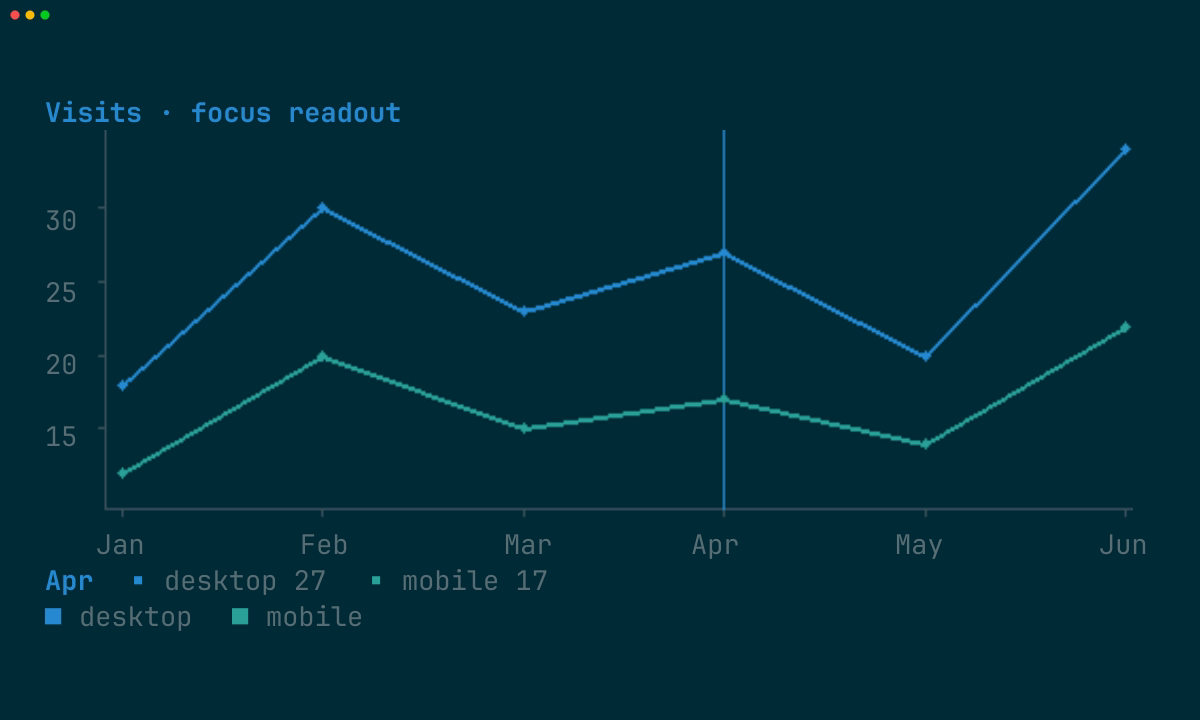 Visits · focus readout
30
25
20
15
Jan Feb Mar Apr May Jun
Apr desktop 27 mobile 17
desktop mobile